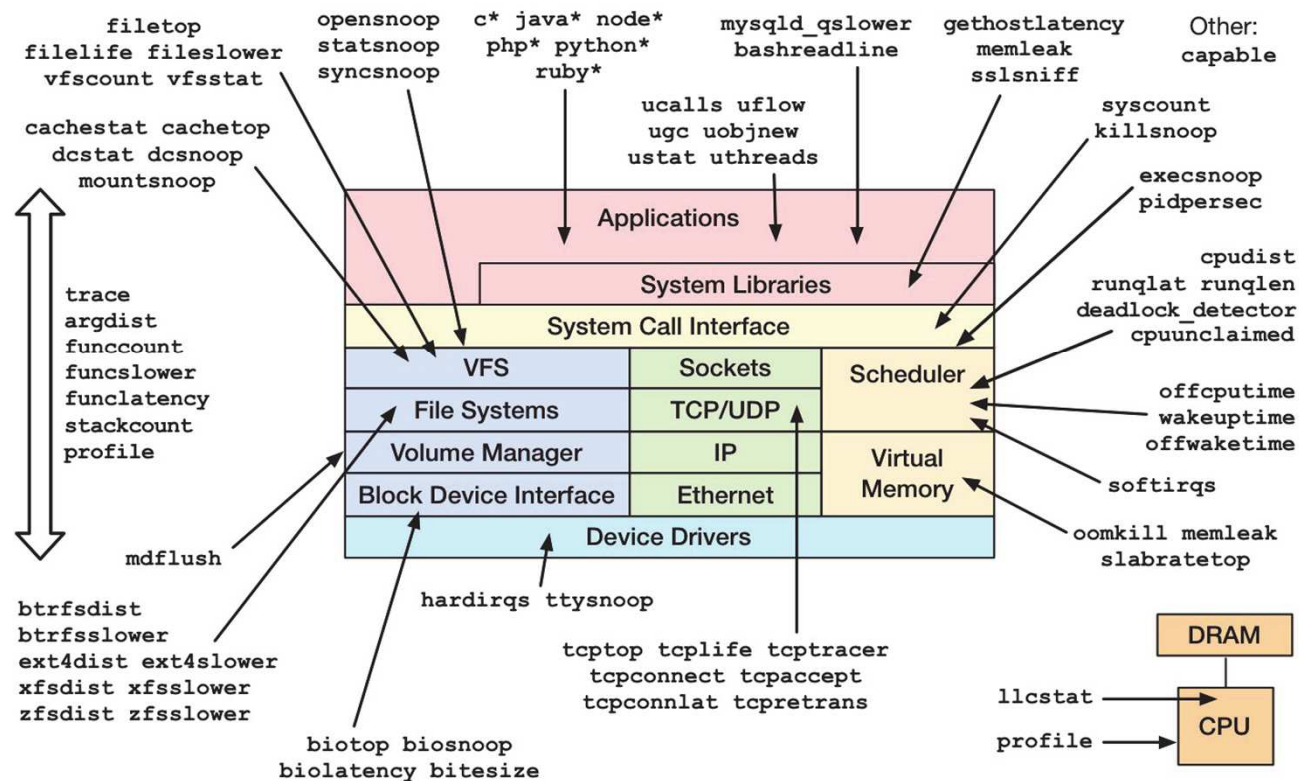 filetop
filelife fileslower
vfscount vfsstat
opensnoop
statsnoop
syncsnoop
c* java* node*
php* python*
ruby*
mysqld_qslower
bashreadline
gethostlatency
memleak
sslsniff
Other:
capable
cachestat cachetop
dcstat dcsnoop
mountsnoop
ucalls uflow
ugc uobjnew
ustat uthreads
syscount
killsnoop
execsnoop
pidpersec
Applications
System Libraries
System Call Interface
cpudist
runqlat runqlen
deadlock_detector
cpuunclaimed
trace
argdist
funccount
funcslower
funclatency
stackcount
profile
VFS
Sockets
Scheduler
File Systems
TCP/UDP
Volume Manager
IP
Virtual
Memory
Block Device Interface
Ethernet
Device Drivers
offcputime
wakeuptime
offwaketime
softirqs
oomkill memleak
slabratetop
mdflush
hardirqs ttysnoop
btrfsdist
btrfsslower
ext4dist ext4slower
xfsdist xfsslower
zfsdist zfsslower
tcptop tcplife tcptracer
tcpconnect tcpaccept
tcpconnlat tcpretrans
biotop biosnoop
biolatency bitesize
DRAM
llcstat
CPU
profile